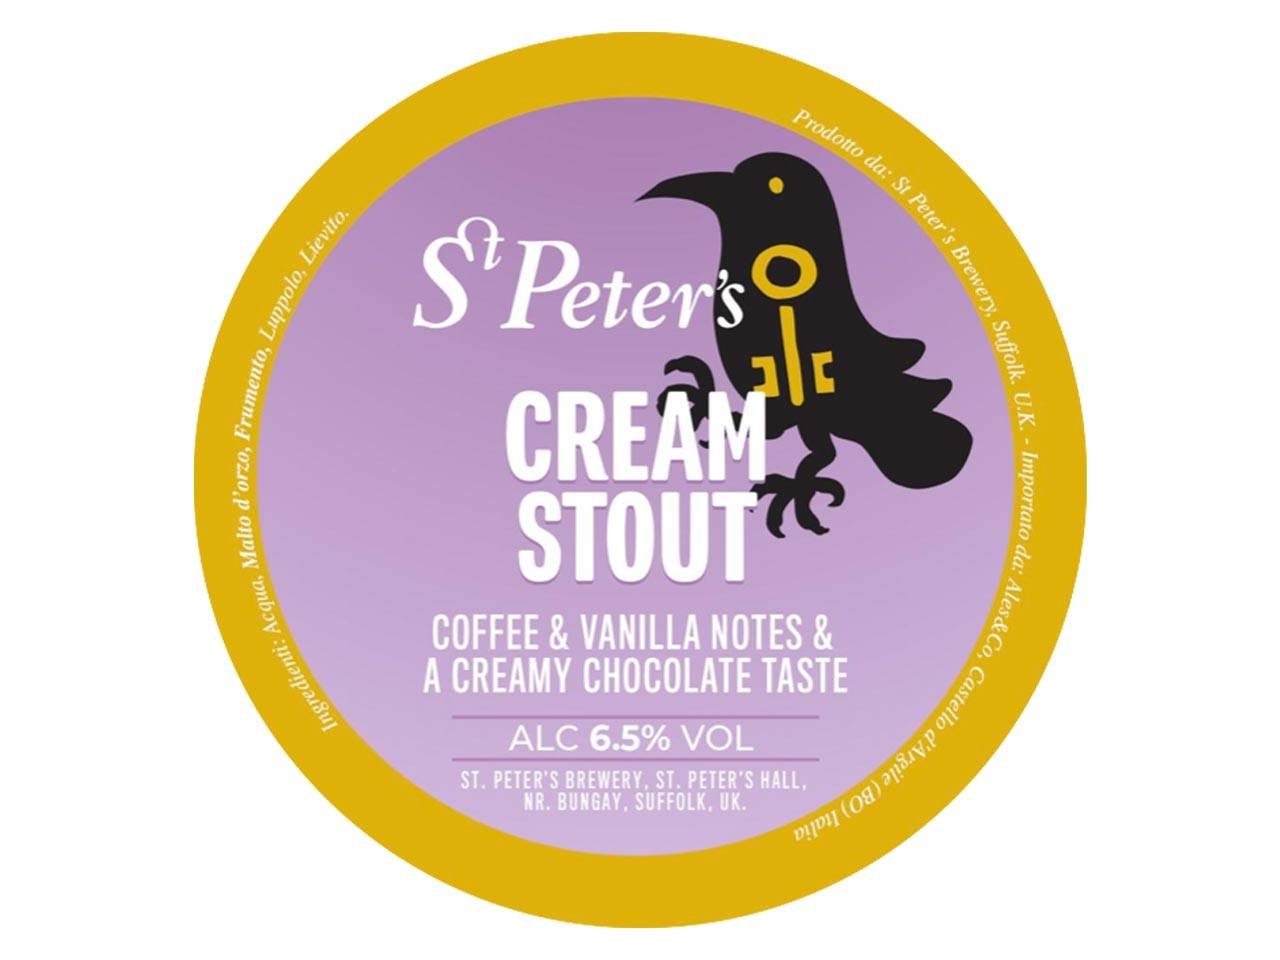 St Peter's
CREAM
STOUT
COFFEE & VANILLA NOTES &
A CREAMY CHOCOLATE TASTE
ALC 6.5% VOL
ST. PETER'S BREWERY, ST. PETER'S HALL,
NR. BUNGAY, SUFFOLK, UK.
Ingredienti: Acqua, Malto d'orzo, Frumento, Luppolo, Lievito.
Prodotto da: St Peter's Brewery, Suffolk. U.K. - Importato da: Ales&Co, Castello d'Argile (BO) Italia